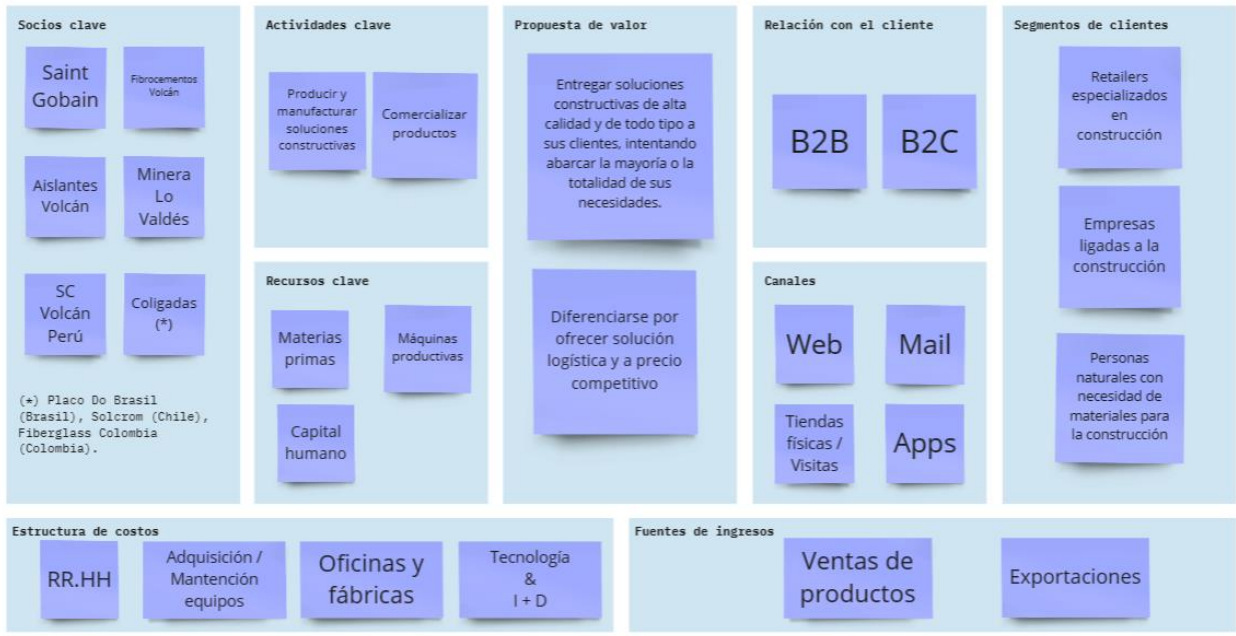 Socios clave
Saint
Gobain
Fibrocementos
Volcán
Aislantes
Volcán
Minera
Lo
Valdés
SC
Volcán
Perú
Coligadas
(*)
(*) Placo Do Brasil
(Brasil), Solcrom (Chile),
Fiberglass Colombia
(Colombia).
Actividades clave
Producir y
manufacturar
soluciones
constructivas
Comercializar
productos
Recursos clave
Materias
primas
Máquinas
productivas
Capital
humano
Propuesta de valor
Entregar soluciones
constructivas de alta
calidad y de todo tipo a
sus clientes, intentando
abarcar la mayoría o la
totalidad de sus
necesidades.
Diferenciarse por
ofrecer solución
logística y a precio
competitivo
Relación con el cliente
B2B
B2C
Canales
Web
Mail
Tiendas
físicas /
Visitas
Apps
Segmentos de clientes
Retailers
especializados
en
construcción
Empresas
ligadas a la
construcción
Personas
naturales con
necesidad de
materiales para
la construcción
Estructura de costos
RR.HH
Adquisición /
Mantención
equipos
Oficinas y
fábricas
Tecnología
&
I + D
Fuentes de ingresos
Ventas de
productos
Exportaciones